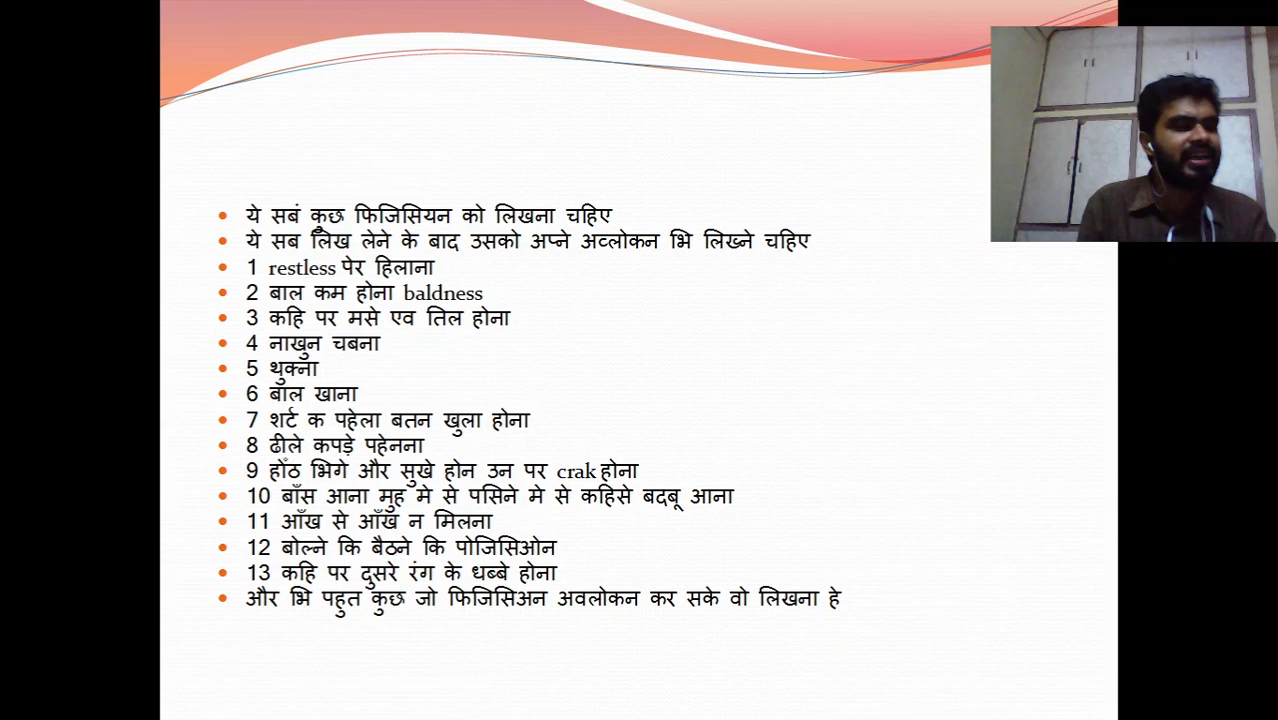 ये सबं कुछ फिजिसियन को लिखना चहिए
ये सब लिख लेने के बाद उसको अप्ने अव्लोकन भि लिख्ने चहिए
1 restless पेर हिलाना
2 बाल कम होना baldness
3 कहि पर मसे एव तिल होना
4 नाखुन चबना
5 थुक्ना
6 बाल खाना
7 शर्ट क पहेला बतन खुला होना
8 ढीले कपड़े पहेनना
9 होँठ भिगे और सुखे होन उन पर crak होना
10 बाँस आना मुह मे से पसिने मे से कहिसे बदबू आना
11 आँख से आँख न मिलना
12 बोल्ने कि बैठने कि पोजिसिओन
13 कहि पर दुसरे रंग के धब्बे होना
और भि पहुत कुछ जो फिजिसिअन अवलोकन कर सके वो लिखना हे